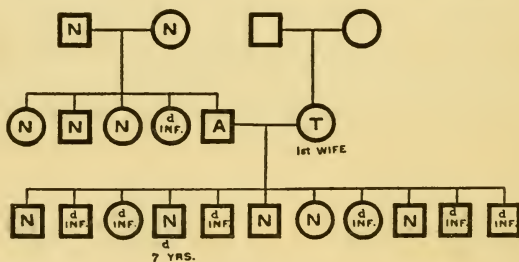 N N
N N N d INF. A T
1st WIFE
N d INF. d INF. N d INF. N N d INF. N d INF. d INF.
d
7 YRS.